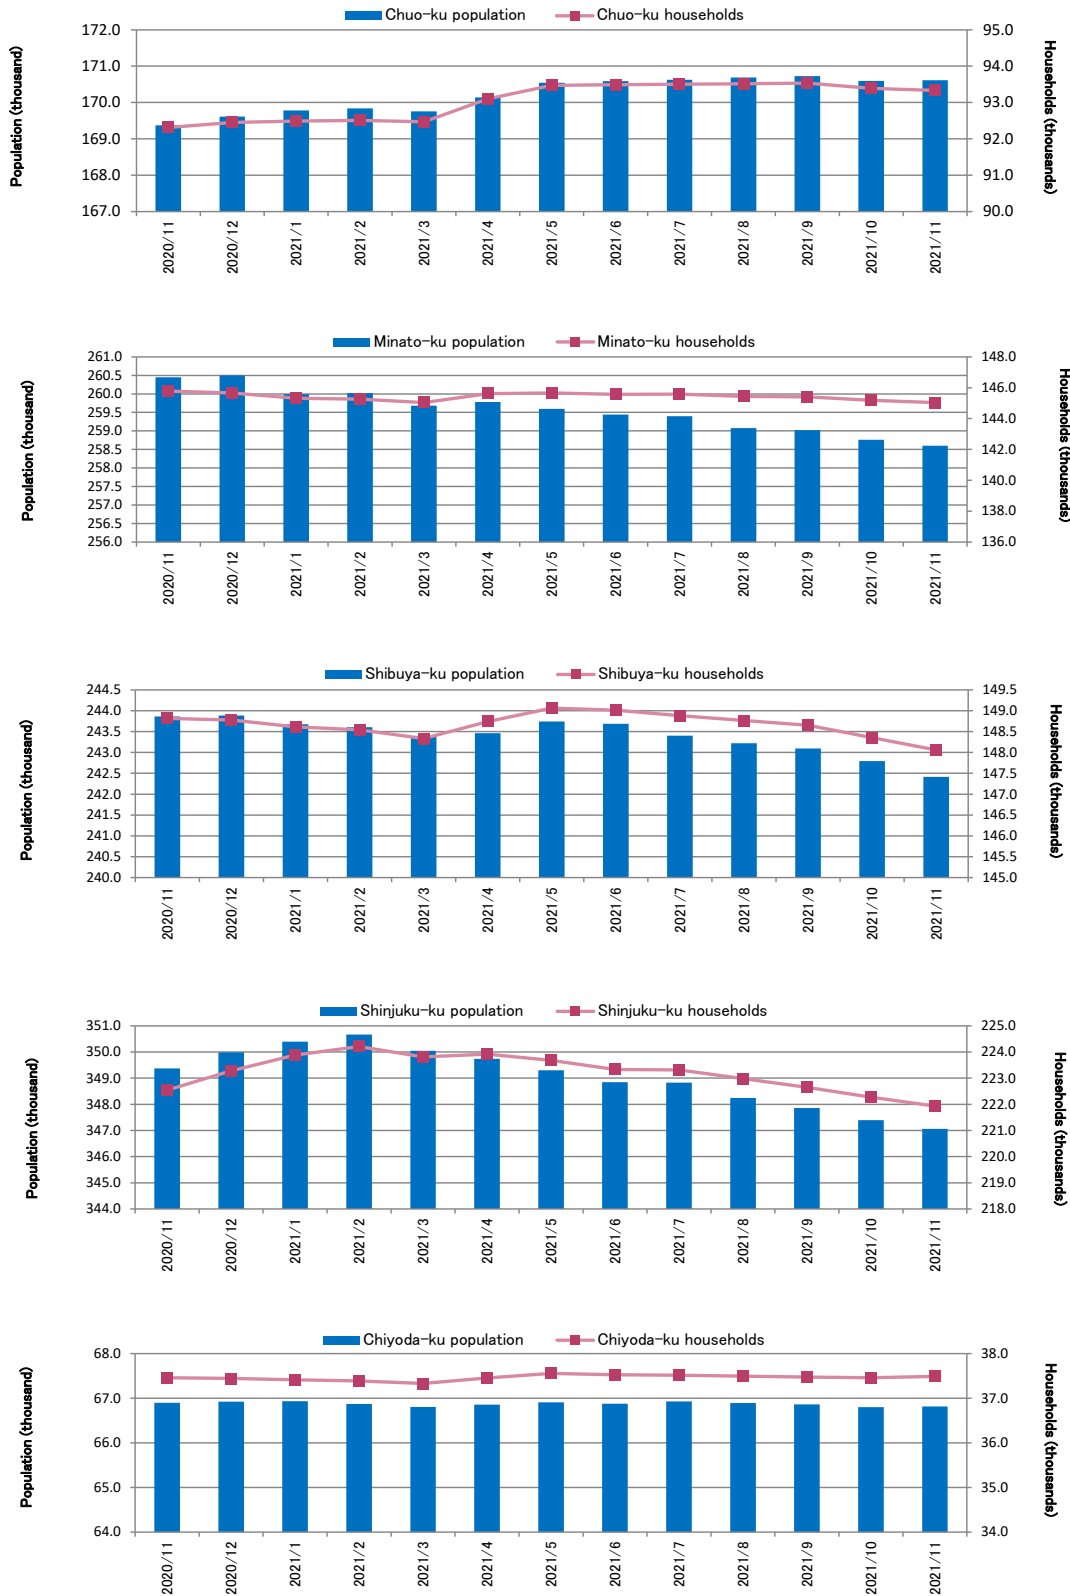 Chuo-ku population Chuo-ku households
Population (thousand)
Households (thousands)
172.0 95.0
171.0 94.0
170.0 93.0
169.0 92.0
168.0 91.0
167.0 90.0
2020/11 2020/12 2021/1 2021/2 2021/3 2021/4 2021/5 2021/6 2021/7 2021/8 2021/9 2021/10 2021/11
Minato-ku population Minato-ku households
Population (thousand)
Households (thousands)
261.0 148.0
260.5
260.0 146.0
259.5 144.0
259.0
258.5 142.0
258.0 140.0
257.5
257.0 138.0
256.5
256.0 136.0
2020/11 2020/12 2021/1 2021/2 2021/3 2021/4 2021/5 2021/6 2021/7 2021/8 2021/9 2021/10 2021/11
Shibuya-ku population Shibuya-ku households
Population (thousand)
Households (thousands)
244.5 149.5
244.0 149.0
243.5 148.5
243.0 148.0
242.5 147.5
242.0 147.0
241.5 146.5
241.0 146.0
240.5 145.5
240.0 145.0
2020/11 2020/12 2021/1 2021/2 2021/3 2021/4 2021/5 2021/6 2021/7 2021/8 2021/9 2021/10 2021/11
Shinjuku-ku population Shinjuku-ku households
Population (thousand)
Households (thousands)
351.0 225.0
350.0 224.0
349.0 223.0
348.0 222.0
347.0 221.0
346.0 220.0
345.0 219.0
344.0 218.0
2020/11 2020/12 2021/1 2021/2 2021/3 2021/4 2021/5 2021/6 2021/7 2021/8 2021/9 2021/10 2021/11
Chiyoda-ku population Chiyoda-ku households
Population (thousand)
Households (thousands)
68.0 38.0
67.0 37.0
66.0 36.0
65.0 35.0
64.0 34.0
2020/11 2020/12 2021/1 2021/2 2021/3 2021/4 2021/5 2021/6 2021/7 2021/8 2021/9 2021/10 2021/11